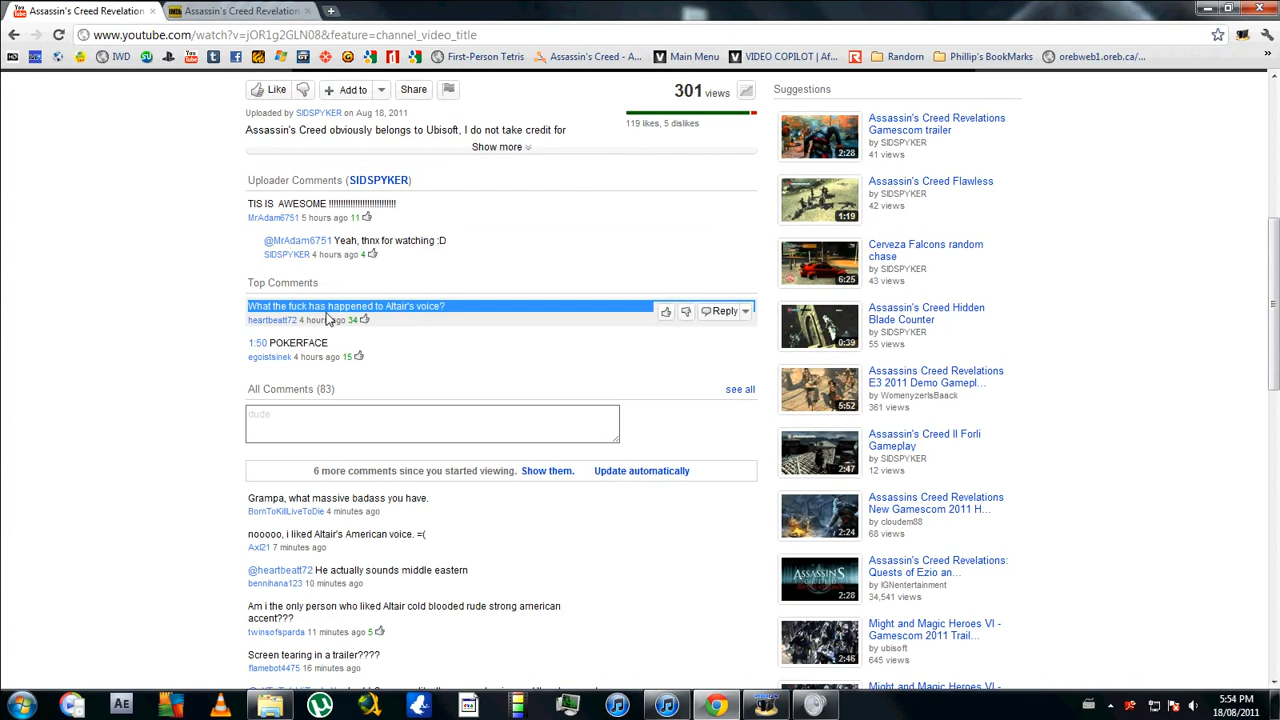 Assassin's Creed Revelation
Assassin's Creed Revelation
www.youtube.com/watch?v=jOR1g2GLN08&feature=channel_video_title
IWD
First-Person Tetris
Assassin's Creed - A...
Main Menu
VIDEO COPILOT | Af...
Random
Phillip's BookMarks
orebweb1.oreb.ca/...
Like
Add to
Share
301 views
Uploaded by SIDSPYKER on Aug 18, 2011
119 likes, 5 dislikes
Assassin's Creed obviously belongs to Ubisoft, I do not take credit for
Show more
Uploader Comments (SIDSPYKER)
TIS IS AWESOME !!!!!!!!!!!!!!!!!!!!!!!!!!!!
MrAdam6751 5 hours ago 11
@MrAdam6751 Yeah, thnx for watching :D
SIDSPYKER 4 hours ago 4
Top Comments
What the fuck has happened to Altair's voice?
Reply
heartbeatt72 4 hours ago 34
1:50 POKERFACE
egoistsinek 4 hours ago 15
All Comments (83)
see all
dude
6 more comments since you started viewing. Show them. Update automatically
Grampa, what massive badass you have.
BornToKillLiveToDie 4 minutes ago
nooooo, i liked Altaïr's American voice. =(
Axl21 7 minutes ago
@heartbeatt72 He actually sounds middle eastern
bennihana123 10 minutes ago
Am i the only person who liked Altair cold blooded rude strong american
accent???
twinsofsparda 11 minutes ago 5
Screen tearing in a trailer????
flamebot4475 16 minutes ago
Suggestions
2:28
Assassin's Creed Revelations
Gamescom trailer
by SIDSPYKER
41 views
1:19
Assassin's Creed Flawless
by SIDSPYKER
42 views
6:25
Cerveza Falcons random
chase
by SIDSPYKER
43 views
0:39
Assassin's Creed Hidden
Blade Counter
by SIDSPYKER
55 views
5:52
Assassins Creed Revelations
E3 2011 Demo Gamepl...
by WomenyzerIsBaack
361 views
2:47
Assassin's Creed II Forli
Gameplay
by SIDSPYKER
12 views
2:24
Assassins Creed Revelations
New Gamescom 2011 H...
by cloudem88
68 views
ASSASSINS
2:28
Assassin's Creed Revelations:
Quests of Ezio an...
by IGNentertainment
34,541 views
2:46
Might and Magic Heroes VI -
Gamescom 2011 Trail...
by ubisoft
645 views
Might and Magic Heroes VI -
5:54 PM
18/08/2011